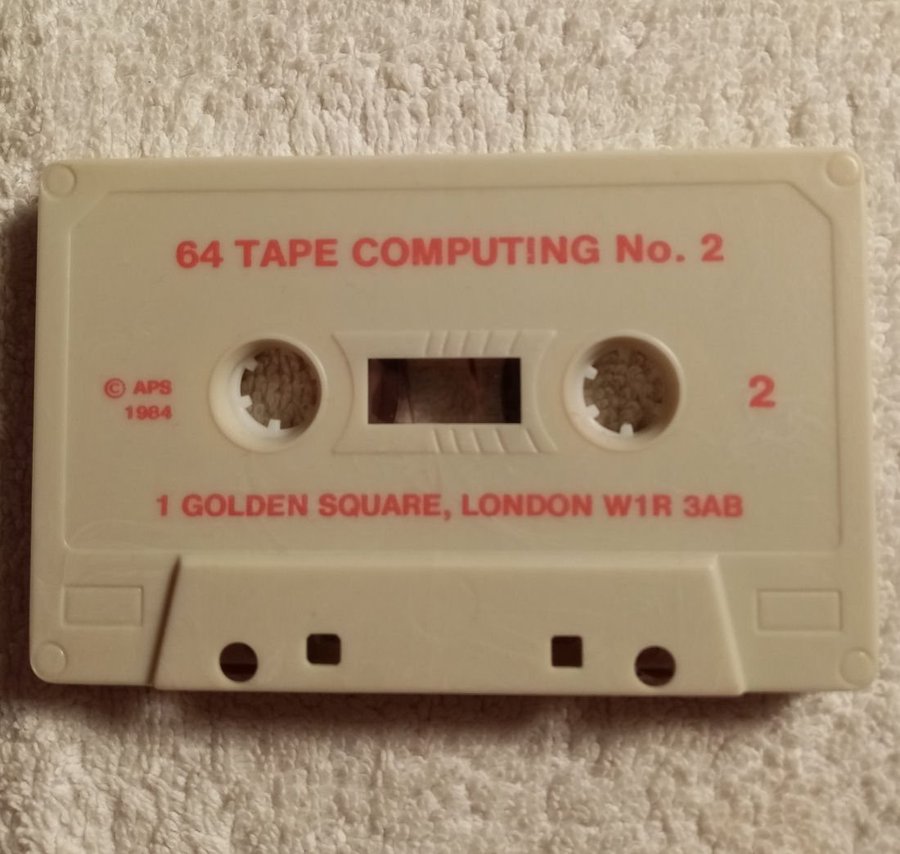 64 TAPE COMPUTING No. 2
© APS
1984
2
1 GOLDEN SQUARE, LONDON W1R 3AB